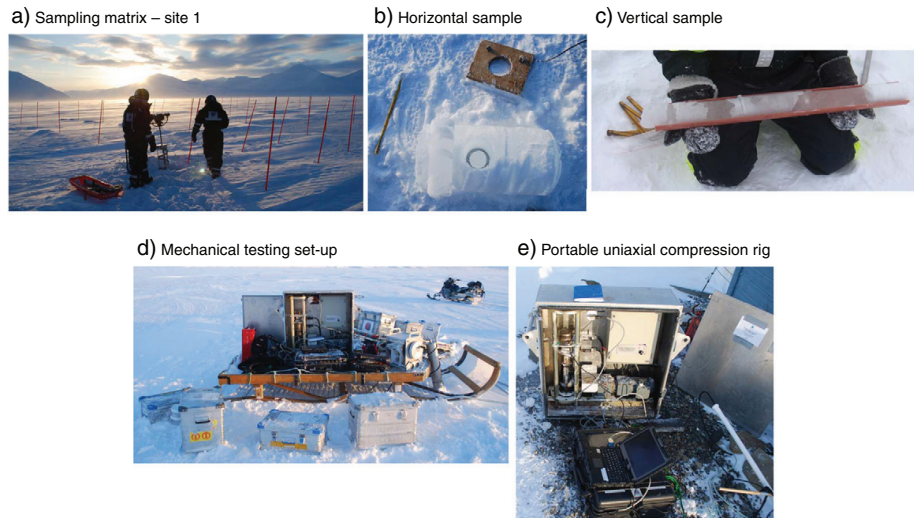 a) Sampling matrix – site 1
b) Horizontal sample
c) Vertical sample
d) Mechanical testing set-up
e) Portable uniaxial compression rig